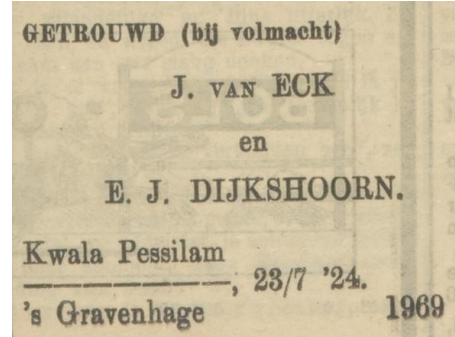 GETROUWD (bij volmacht)
J. VAN ECK
en
E. J. DIJKSHOORN.
Kwala Pessilam
——————, 23/7 '24.
's Gravenhage 1969